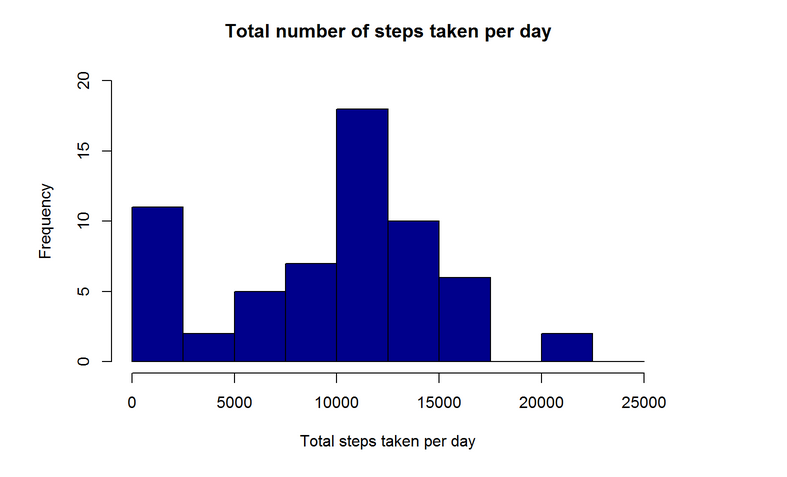 Total number of steps taken per day
20
15
10
5
0
Frequency
0 5000 10000 15000 20000 25000
Total steps taken per day